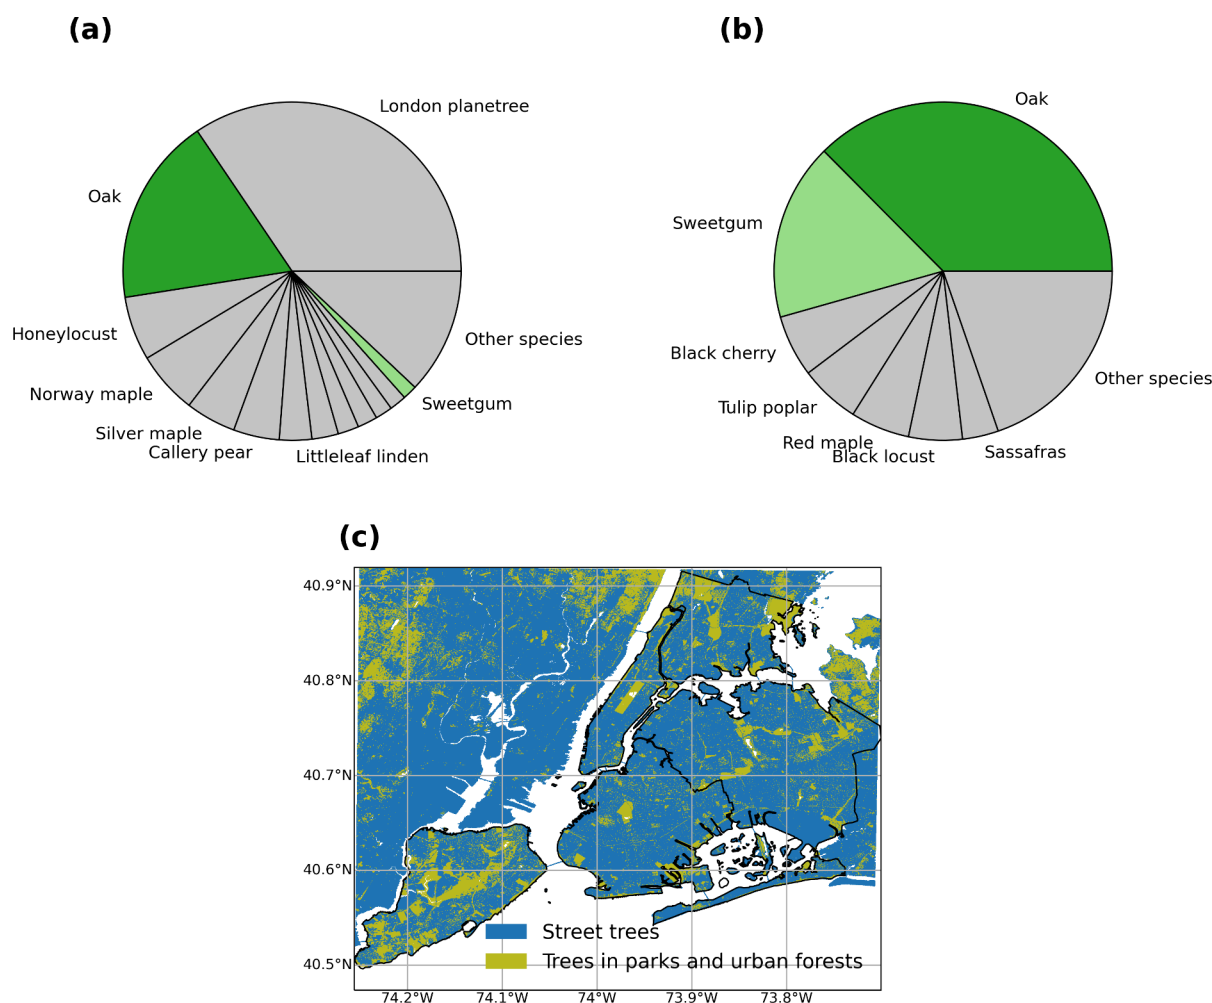 (a)
(b)
London planetree
Oak
Honeylocust
Norway maple
Silver maple
Callery pear
Littleleaf linden
Sweetgum
Other species
Oak
Sweetgum
Black cherry
Tulip poplar
Red maple
Black locust
Sassafras
Other species
(c)
40.9°N
40.8°N
40.7°N
40.6°N
40.5°N
Street trees
Trees in parks and urban forests
74.2°W 74.1°W 74°W 73.9°W 73.8°W